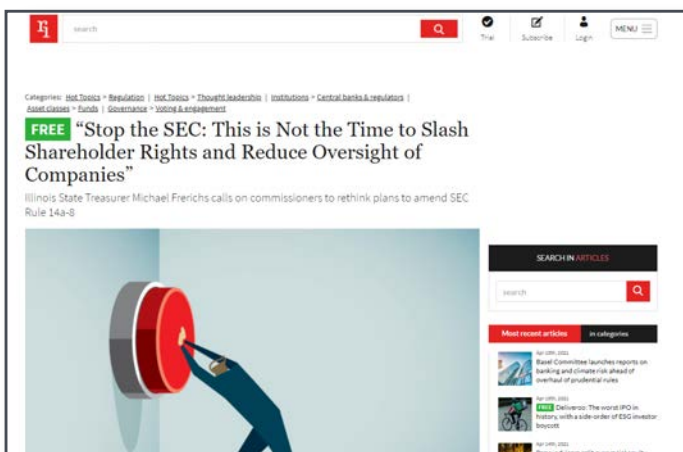 ri
search
Trial
Subscribe
Login
MENU
Categories: Hot Topics > Regulation | Hot Topics > Thought leadership | Institutions > Central banks & regulators |
Asset classes > Funds | Governance > Voting & engagement
FREE “Stop the SEC: This is Not the Time to Slash
Shareholder Rights and Reduce Oversight of
Companies”
Illinois State Treasurer Michael Frerichs calls on commissioners to rethink plans to amend SEC
Rule 14a-8
SEARCH IN ARTICLES
search
Most recent articles
in categories
2021
Basel Committee launches reports on
banking and climate risk ahead of
overhaul of prudential rules
2021
FREE Deliveroo: The worst IPO in
history, with a side-order of ESG investor
boycott
2021